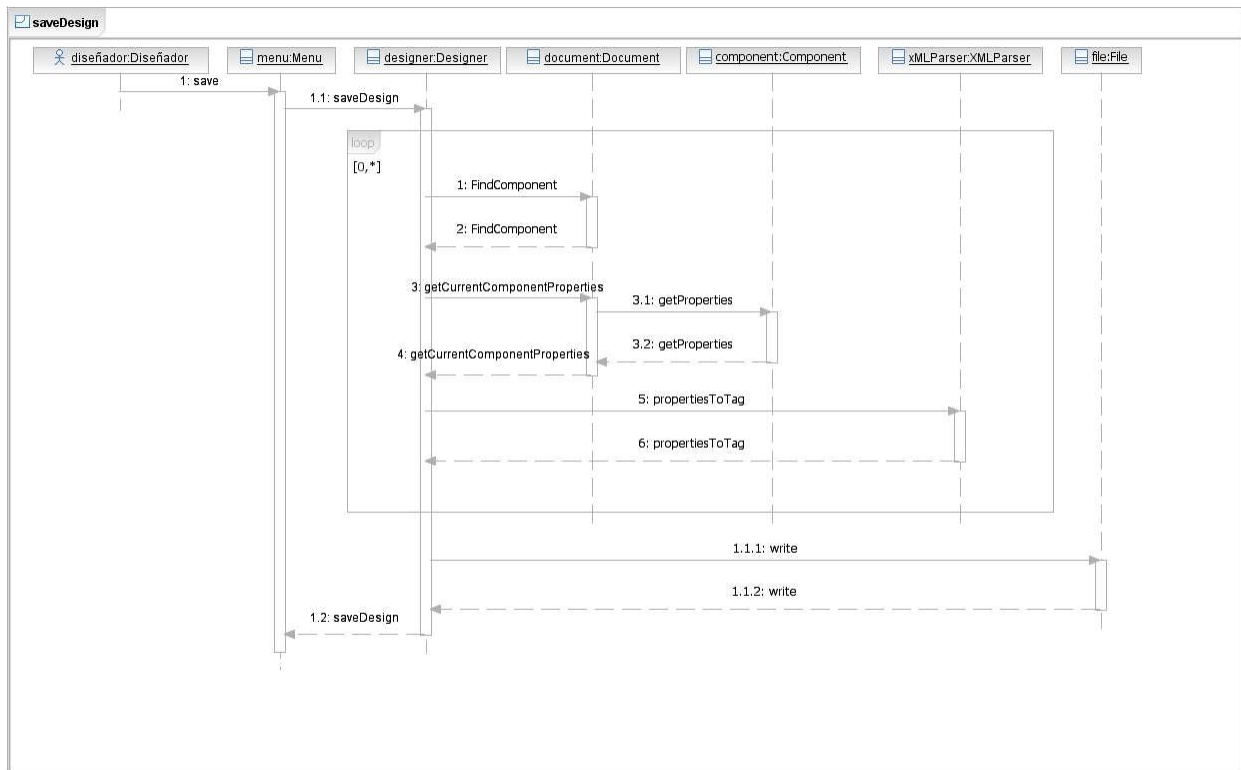 saveDesign
diseñador:Diseñador
menu:Menu
designer:Designer
document:Document
component:Component
xMLParser:XMLParser
file:File
1: save
1.1: saveDesign
loop
[0,*]
1: FindComponent
2: FindComponent
3: getCurrentComponentProperties
3.1: getProperties
3.2: getProperties
4: getCurrentComponentProperties
5: propertiesToTag
6: propertiesToTag
1.1.1: write
1.1.2: write
1.2: saveDesign